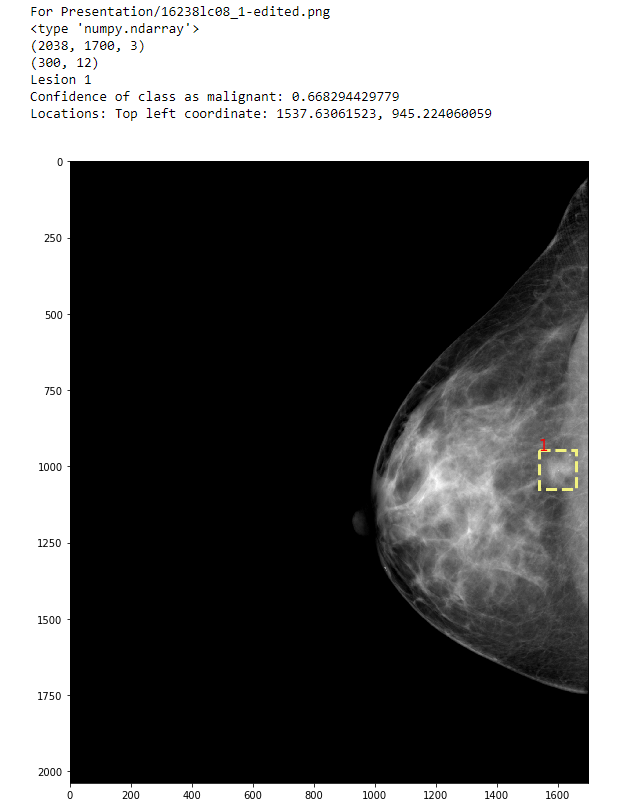 For Presentation/16238lc08_1-edited.png
<type 'numpy.ndarray'>
(2038, 1700, 3)
(300, 12)
Lesion 1
Confidence of class as malignant: 0.668294429779
Locations: Top left coordinate: 1537.63061523, 945.224060059
0
250
500
750
1
1000
1250
1500
1750
2000
0 200 400 600 800 1000 1200 1400 1600